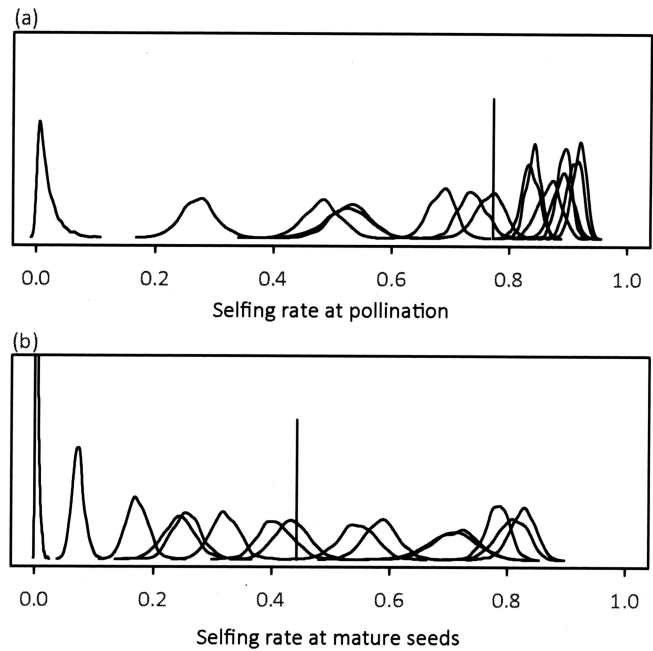 (a)
0.0 0.2 0.4 0.6 0.8 1.0
Selfing rate at pollination
(b)
0.0 0.2 0.4 0.6 0.8 1.0
Selfing rate at mature seeds